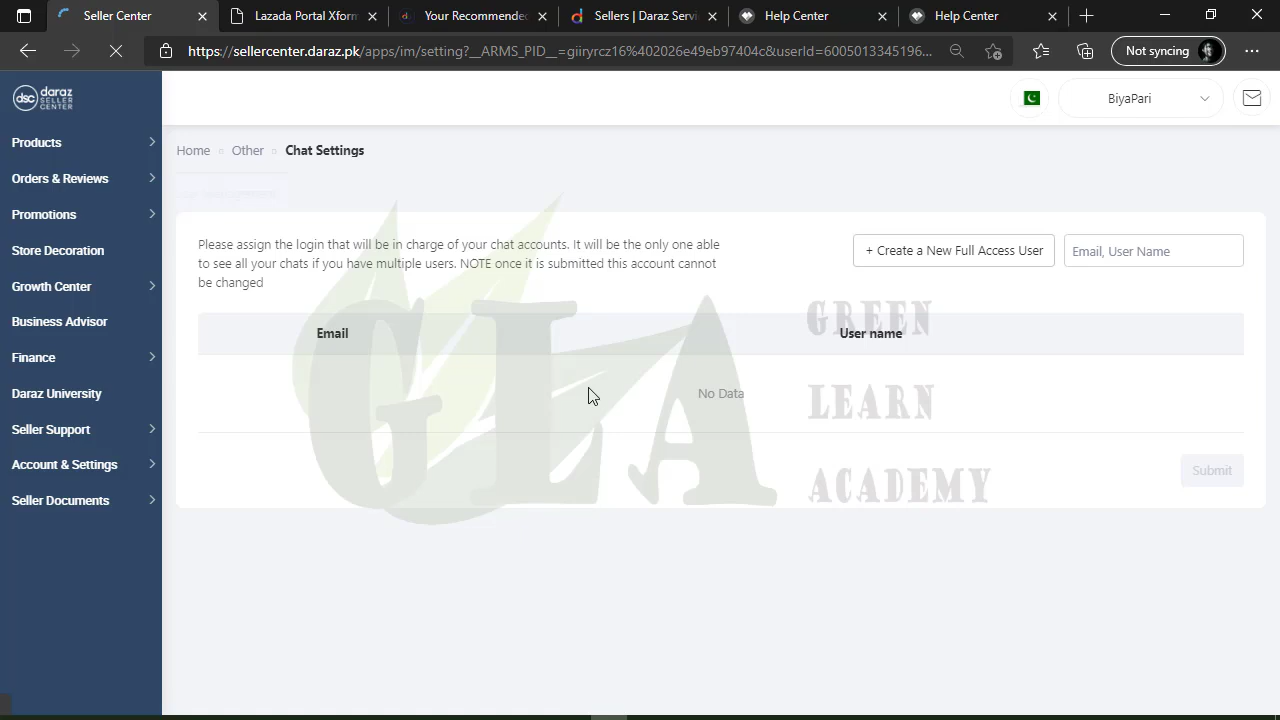 Seller Center
Lazada Portal Xform
Your Recommende
Sellers | Daraz Servi
Help Center
Help Center
https://sellercenter.daraz.pk/apps/im/setting?__ARMS_PID__=giiryrcz16%402026e49eb97404c&userId=6005013345196...
Not syncing
dsc daraz
SELLER
CENTER
BiyaPari
Products
Orders & Reviews
Promotions
Store Decoration
Growth Center
Business Advisor
Finance
Daraz University
Seller Support
Account & Settings
Seller Documents
Home
Other
Chat Settings
Please assign the login that will be in charge of your chat accounts. It will be the only one able
to see all your chats if you have multiple users. NOTE once it is submitted this account cannot
be changed
+ Create a New Full Access User
Email, User Name
Email
User name
No Data
Submit
GLA
GREEN
LEARN
ACADEMY